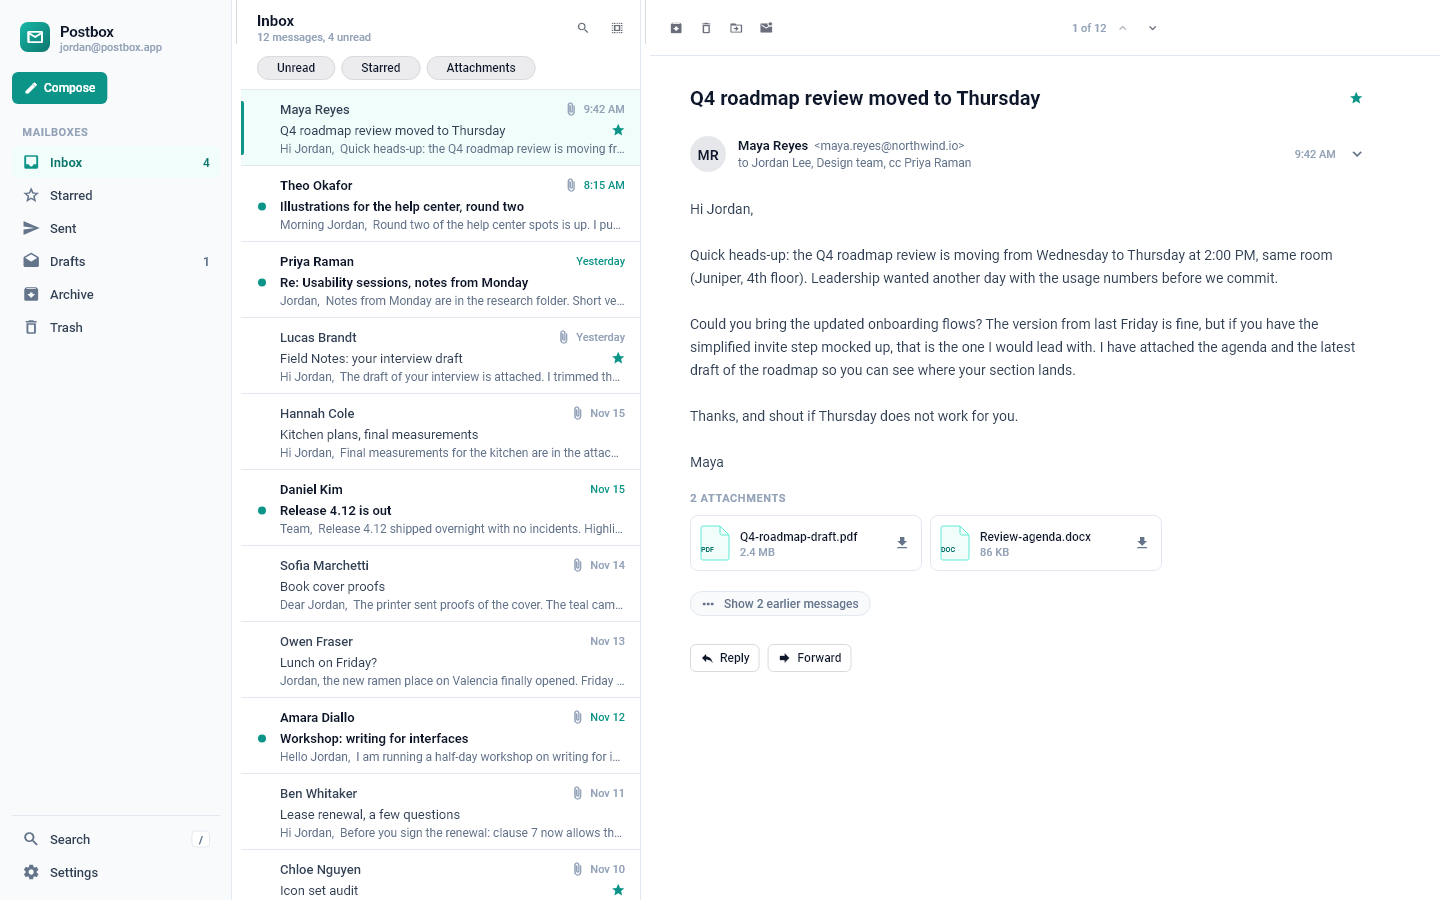 Postbox
jordan@postbox.app
Compose
MAILBOXES
Inbox 4
Starred
Sent
Drafts 1
Archive
Trash
Search /
Settings
Inbox
12 messages, 4 unread
Unread Starred Attachments
Maya Reyes 9:42 AM
Q4 roadmap review moved to Thursday
Hi Jordan, Quick heads-up: the Q4 roadmap review is moving fr…
Theo Okafor 8:15 AM
Illustrations for the help center, round two
Morning Jordan, Round two of the help center spots is up. I pu…
Priya Raman Yesterday
Re: Usability sessions, notes from Monday
Jordan, Notes from Monday are in the research folder. Short ve…
Lucas Brandt Yesterday
Field Notes: your interview draft
Hi Jordan, The draft of your interview is attached. I trimmed th…
Hannah Cole Nov 15
Kitchen plans, final measurements
Hi Jordan, Final measurements for the kitchen are in the attac…
Daniel Kim Nov 15
Release 4.12 is out
Team, Release 4.12 shipped overnight with no incidents. Highli…
Sofia Marchetti Nov 14
Book cover proofs
Dear Jordan, The printer sent proofs of the cover. The teal cam…
Owen Fraser Nov 13
Lunch on Friday?
Jordan, the new ramen place on Valencia finally opened. Friday …
Amara Diallo Nov 12
Workshop: writing for interfaces
Hello Jordan, I am running a half-day workshop on writing for i…
Ben Whitaker Nov 11
Lease renewal, a few questions
Hi Jordan, Before you sign the renewal: clause 7 now allows th…
Chloe Nguyen Nov 10
Icon set audit
1 of 12
Q4 roadmap review moved to Thursday
MR
Maya Reyes <maya.reyes@northwind.io>
to Jordan Lee, Design team, cc Priya Raman
9:42 AM
Hi Jordan,
Quick heads-up: the Q4 roadmap review is moving from Wednesday to Thursday at 2:00 PM, same room
(Juniper, 4th floor). Leadership wanted another day with the usage numbers before we commit.
Could you bring the updated onboarding flows? The version from last Friday is fine, but if you have the
simplified invite step mocked up, that is the one I would lead with. I have attached the agenda and the latest
draft of the roadmap so you can see where your section lands.
Thanks, and shout if Thursday does not work for you.
Maya
2 ATTACHMENTS
PDF
Q4-roadmap-draft.pdf
2.4 MB
DOC
Review-agenda.docx
86 KB
Show 2 earlier messages
Reply Forward